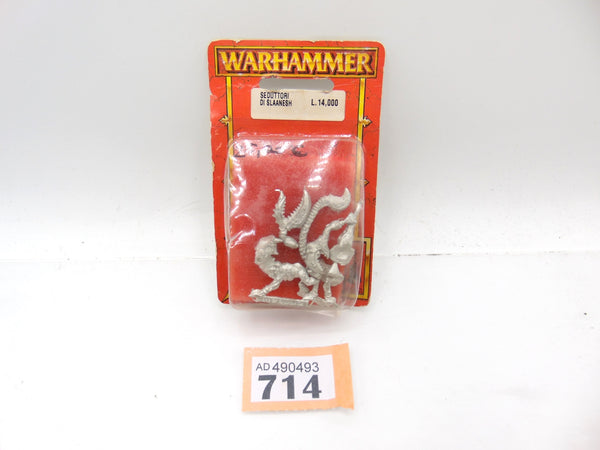 WARHAMMER
SEDUTTORI
DI SLAANESH
L.14,000
AD 490493
714